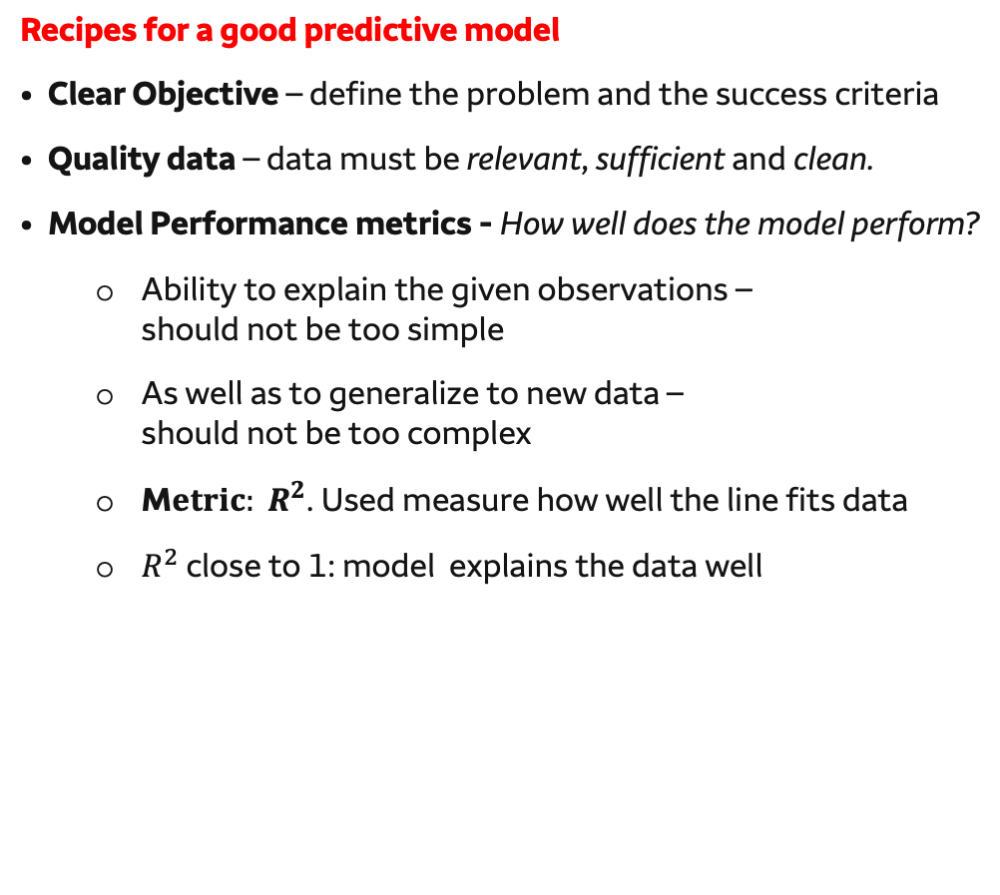 Recipes for a good predictive model
• Clear Objective – define the problem and the success criteria
• Quality data – data must be relevant, sufficient and clean.
• Model Performance metrics - How well does the model perform?
○ Ability to explain the given observations –
should not be too simple
○ As well as to generalize to new data –
should not be too complex
○ Metric: R². Used measure how well the line fits data
○ R² close to 1: model explains the data well